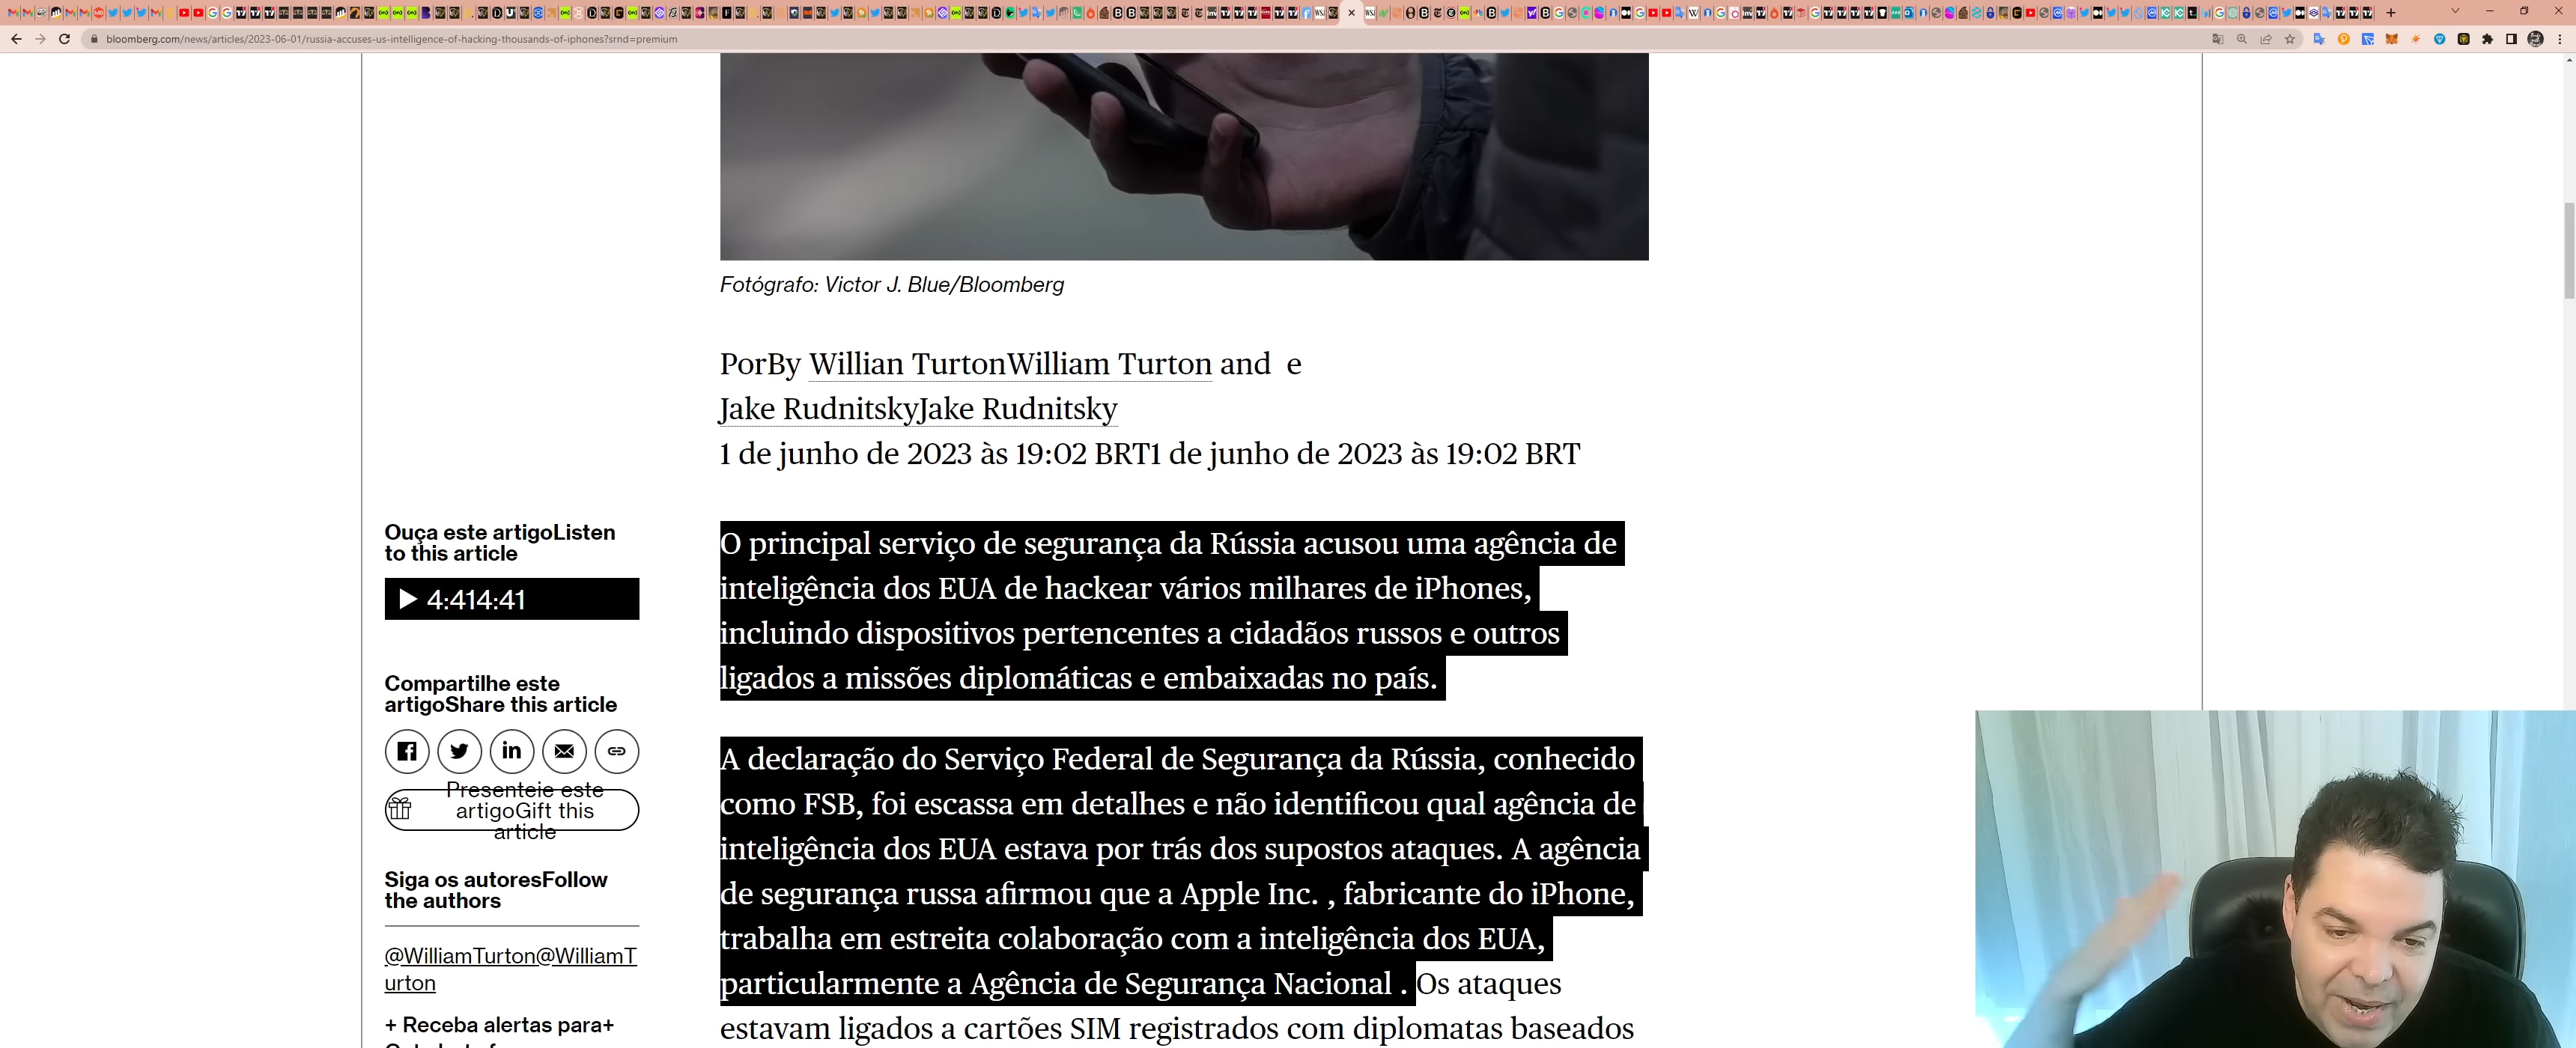 bloomberg.com/news/articles/2023-06-01/russia-accuses-us-intelligence-of-hacking-thousands-of-iphones?srnd=premium
Fotógrafo: Victor J. Blue/Bloomberg
PorBy Willian TurtonWilliam Turton and e
Jake RudnitskyJake Rudnitsky
1 de junho de 2023 às 19:02 BRT1 de junho de 2023 às 19:02 BRT
Ouça este artigoListen
to this article
4:414:41
Compartilhe este
artigoShare this article
Presenteie este
artigoGift this
article
Siga os autoresFollow
the authors
@WilliamTurton@WilliamT
urton
+ Receba alertas para+
O principal serviço de segurança da Rússia acusou uma agência de
inteligência dos EUA de hackear vários milhares de iPhones,
incluindo dispositivos pertencentes a cidadãos russos e outros
ligados a missões diplomáticas e embaixadas no país.
A declaração do Serviço Federal de Segurança da Rússia, conhecido
como FSB, foi escassa em detalhes e não identificou qual agência de
inteligência dos EUA estava por trás dos supostos ataques. A agência
de segurança russa afirmou que a Apple Inc. , fabricante do iPhone,
trabalha em estreita colaboração com a inteligência dos EUA,
particularmente a Agência de Segurança Nacional . Os ataques
estavam ligados a cartões SIM registrados com diplomatas baseados